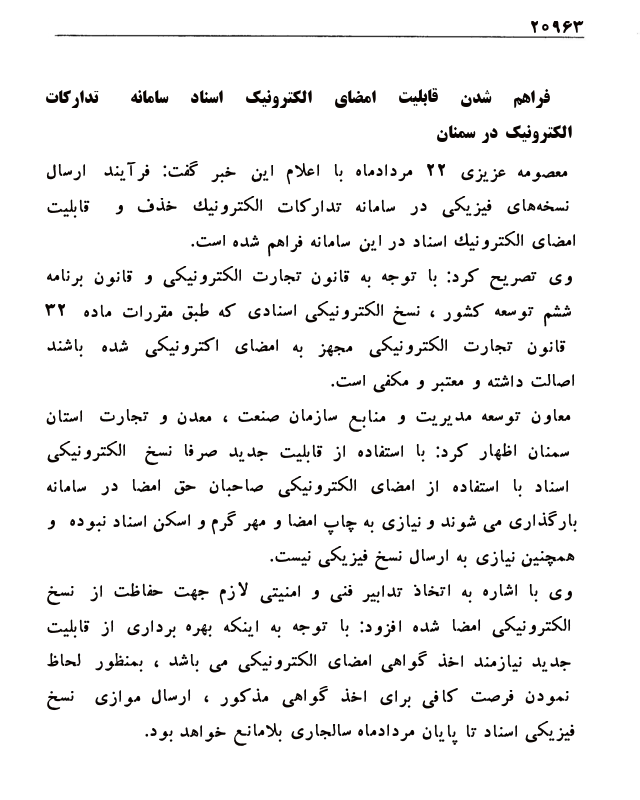 ۲۰۹۶۳
فراهم شدن قابلیت امضای الکترونیک اسناد سامانه تدارکات
الکترونیک در سمنان
معصومه عزیزی ۲۲ مردادماه با اعلام این خبر گفت: فرآیند ارسال
نسخه‌های فیزیکی در سامانه تدارکات الکترونیك خذف و قابلیت
امضای الکترونیك اسناد در این سامانه فراهم شده است.
وی تصریح کرد: با توجه به قانون تجارت الکترونیکی و قانون برنامه
ششم توسعه کشور ، نسخ الکترونیکی اسنادی که طبق مقررات ماده ۳۲
قانون تجارت الکترونیکی مجهز به امضای اکترونیکی شده باشند
اصالت داشته و معتبر و مکفی است.
معاون توسعه مدیریت و منابع سازمان صنعت ، معدن و تجارت استان
سمنان اظهار کرد: با استفاده از قابلیت جدید صرفا نسخ الکترونیکی
اسناد با استفاده از امضای الکترونیکی صاحبان حق امضا در سامانه
بارگذاری می شوند و نیازی به چاپ امضا و مهر گرم و اسکن اسناد نبوده و
همچنین نیازی به ارسال نسخ فیزیکی نیست.
وی با اشاره به اتخاذ تدابیر فنی و امنیتی لازم جهت حفاظت از نسخ
الکترونیکی امضا شده افزود: با توجه به اینکه بهره برداری از قابلیت
جدید نیازمند اخذ گواهی امضای الکترونیکی می باشد ، بمنظور لحاظ
نمودن فرصت کافی برای اخذ گواهی مذکور ، ارسال موازی نسخ
فیزیکی اسناد تا پایان مردادماه سالجاری بلامانع خواهد بود.